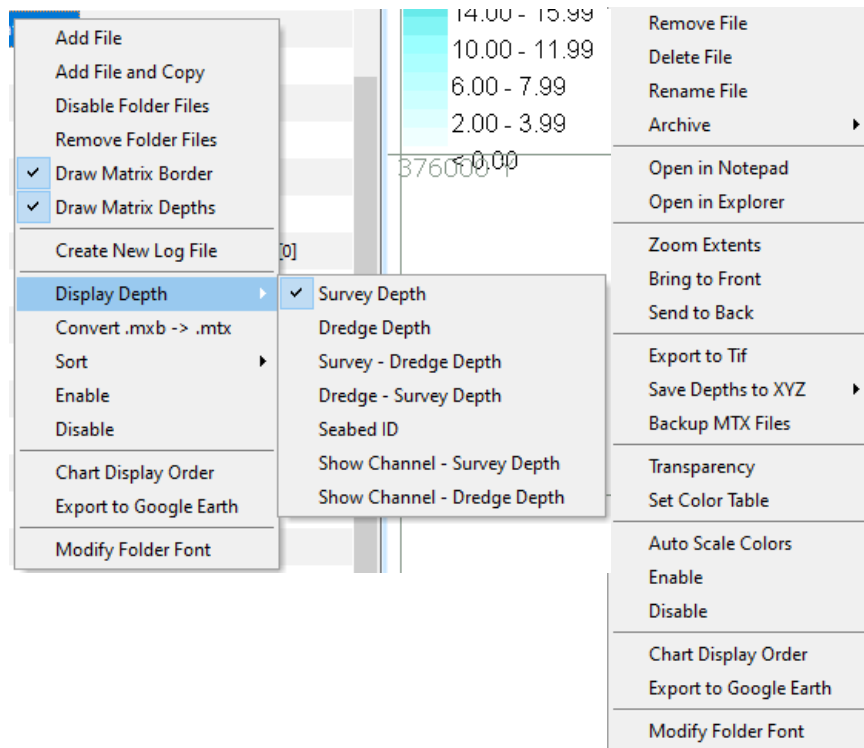 Add File
Add File and Copy
Disable Folder Files
Remove Folder Files
Draw Matrix Border
Draw Matrix Depths
Create New Log File
[0]
Display Depth
Convert .mxb -> .mtx
Sort
Enable
Disable
Chart Display Order
Export to Google Earth
Modify Folder Font
Survey Depth
Dredge Depth
Survey - Dredge Depth
Dredge - Survey Depth
Seabed ID
Show Channel - Survey Depth
Show Channel - Dredge Depth
14.00 - 15.99
10.00 - 11.99
6.00 - 7.99
2.00 - 3.99
< 0.00
376000 Y
Remove File
Delete File
Rename File
Archive
Open in Notepad
Open in Explorer
Zoom Extents
Bring to Front
Send to Back
Export to Tif
Save Depths to XYZ
Backup MTX Files
Transparency
Set Color Table
Auto Scale Colors
Enable
Disable
Chart Display Order
Export to Google Earth
Modify Folder Font